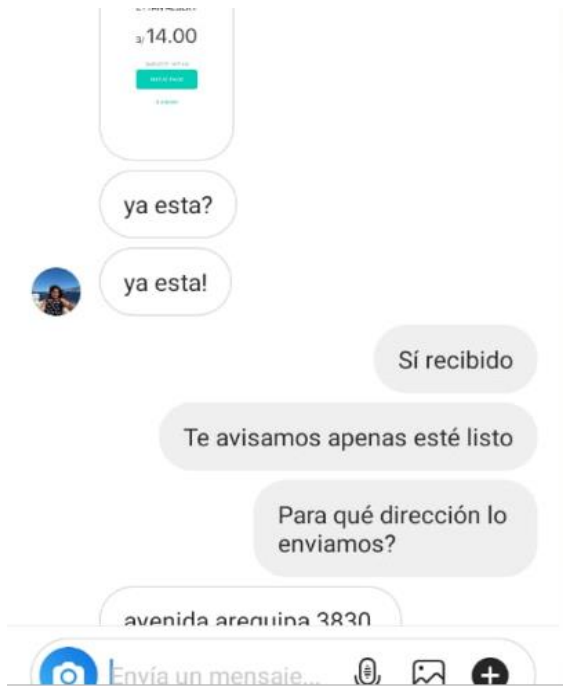 S/ 14.00
ya esta?
ya esta!
Sí recibido
Te avisamos apenas esté listo
Para qué dirección lo
enviamos?
avenida arequipa 3830
Envía un mensaje...